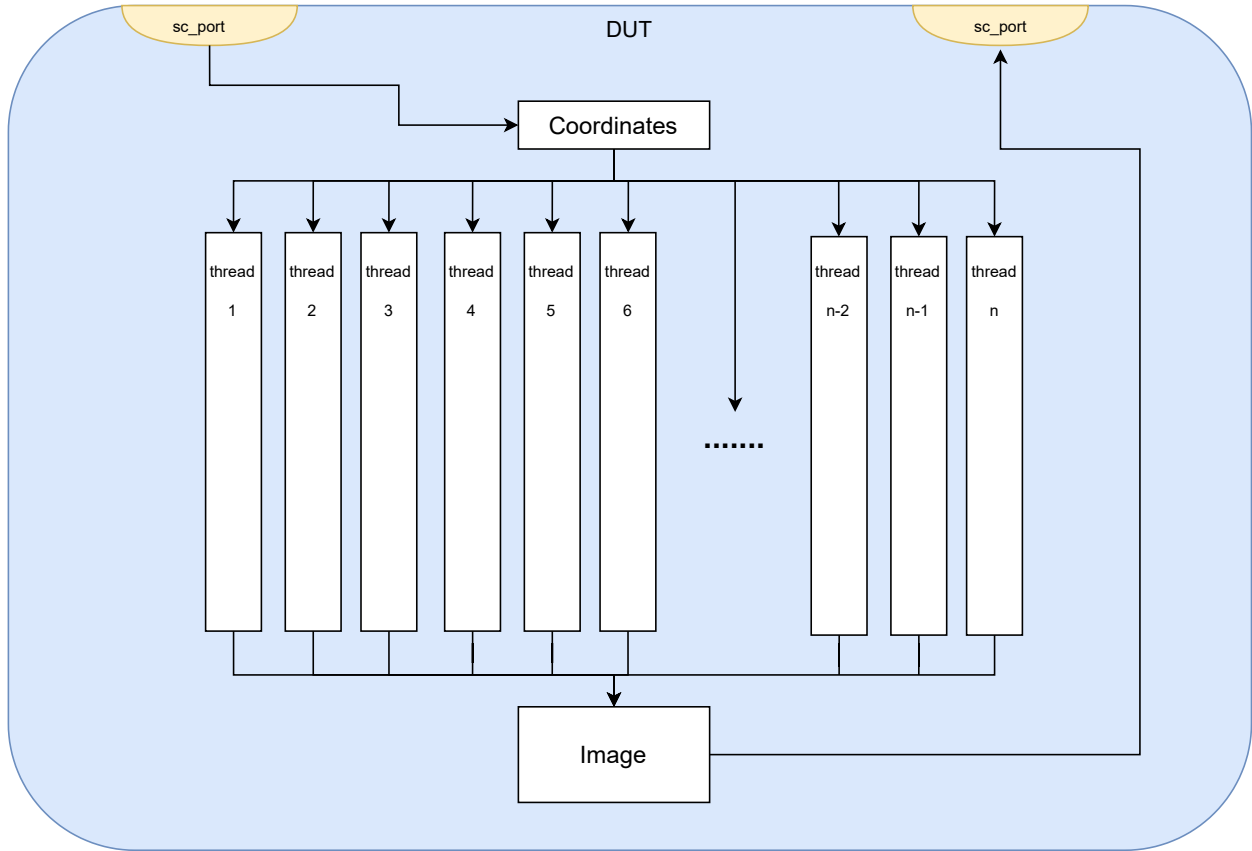 sc_port
DUT
sc_port
Coordinates
thread
1
thread
2
thread
3
thread
4
thread
5
thread
6
.......
thread
n-2
thread
n-1
thread
n
Image